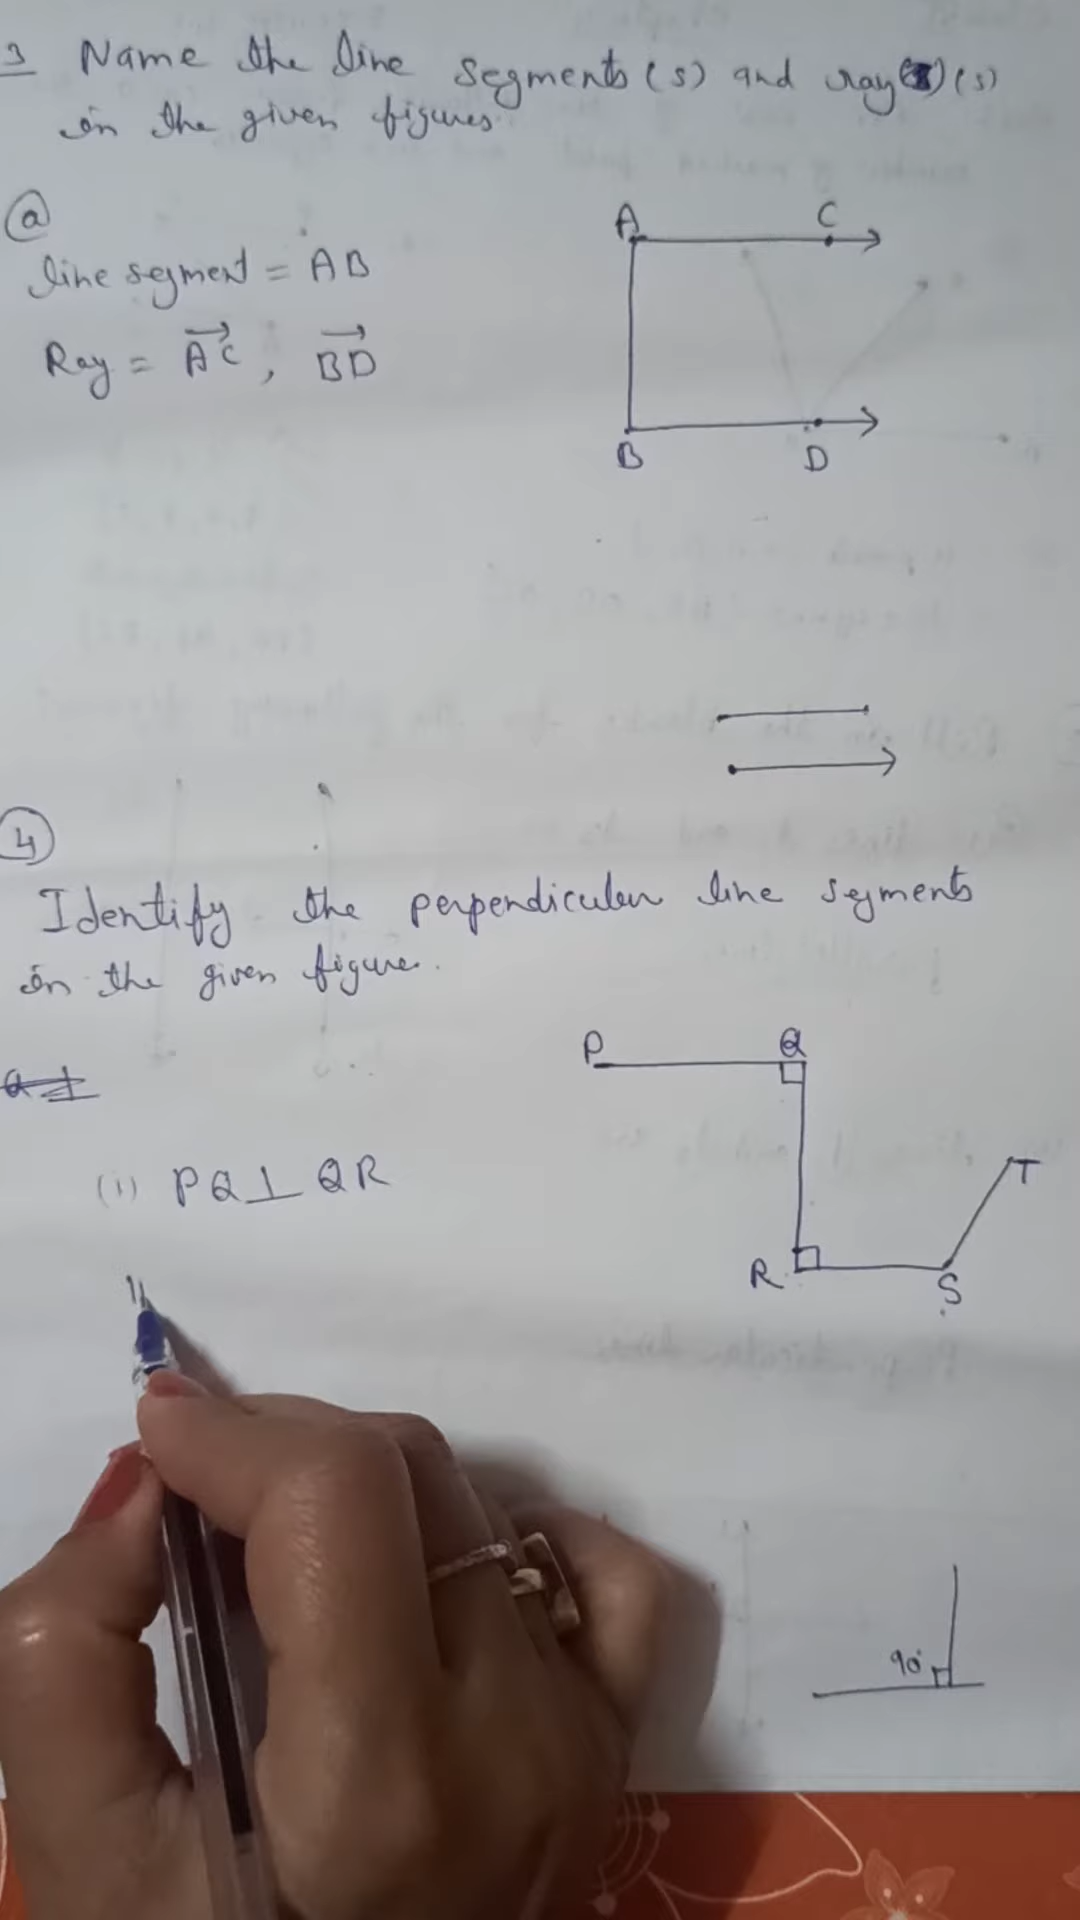 3 Name the line segments(s) and ray(s)
in the given figures
a
line segment = AB
Ray = AC, BD
A C
B D
4
Identify the perpendicular line segments
in the given figure.
P Q
(i) PQ ⊥ QR
T
R S
90°